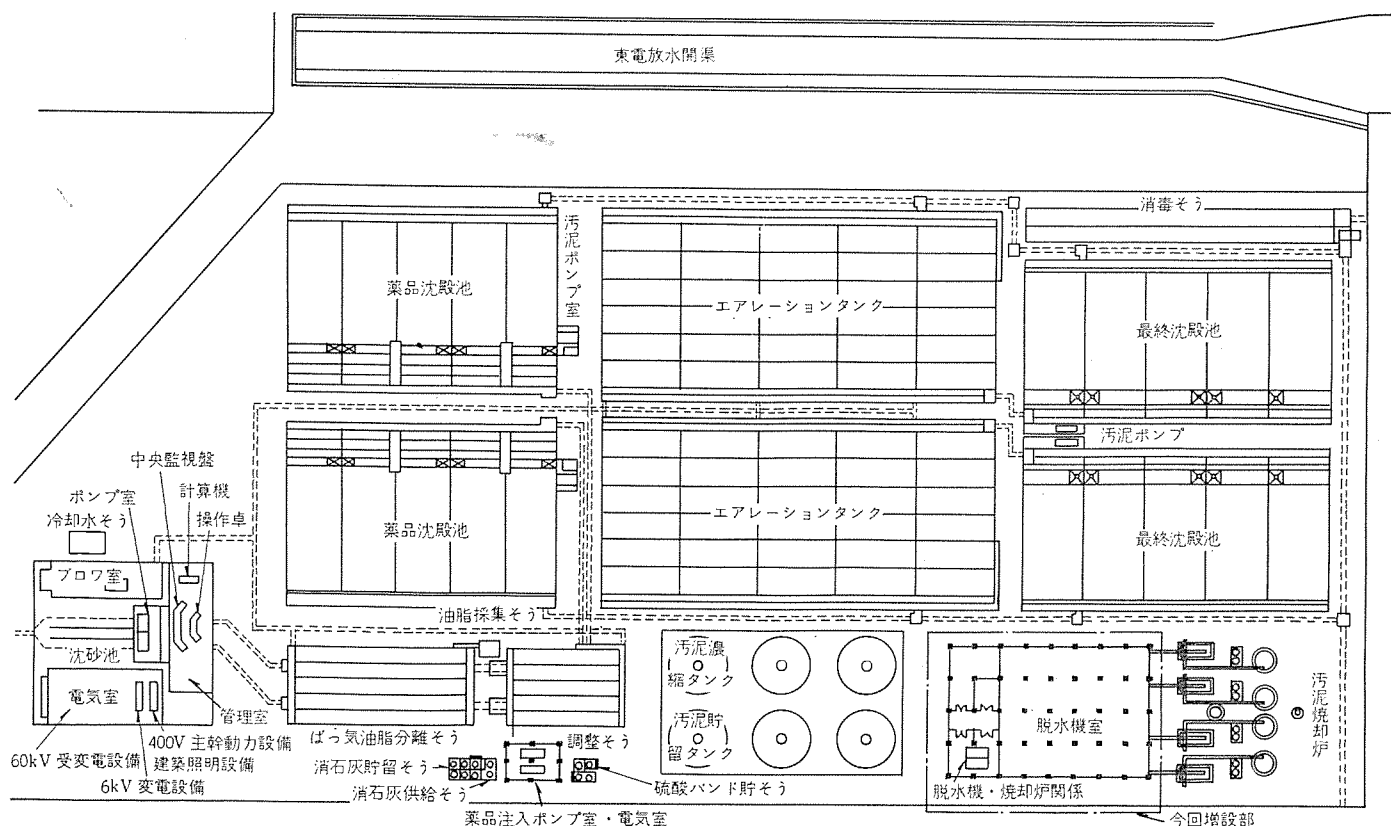 東電放水開渠
消毒そう
汚泥ポンプ室
薬品沈殿池
エアレーションタンク
最終沈殿池
汚泥ポンプ
中央監視盤
計算機
ポンプ室
操作卓
冷却水そう
薬品沈殿池
エアレーションタンク
最終沈殿池
ブロワ室
油脂採集そう
沈砂池
汚泥濃
縮タンク
電気室
汚泥貯
留タンク
脱水機室
汚泥焼却炉
管理室
ばっ気油脂分離そう
調整そう
400V 主幹動力設備
建築照明設備
60kV 受変電設備
6kV 変電設備
消石灰貯留そう
消石灰供給そう
硫酸バンド貯そう
脱水機・焼却炉関係
薬品注入ポンプ室・電気室
今回増設部